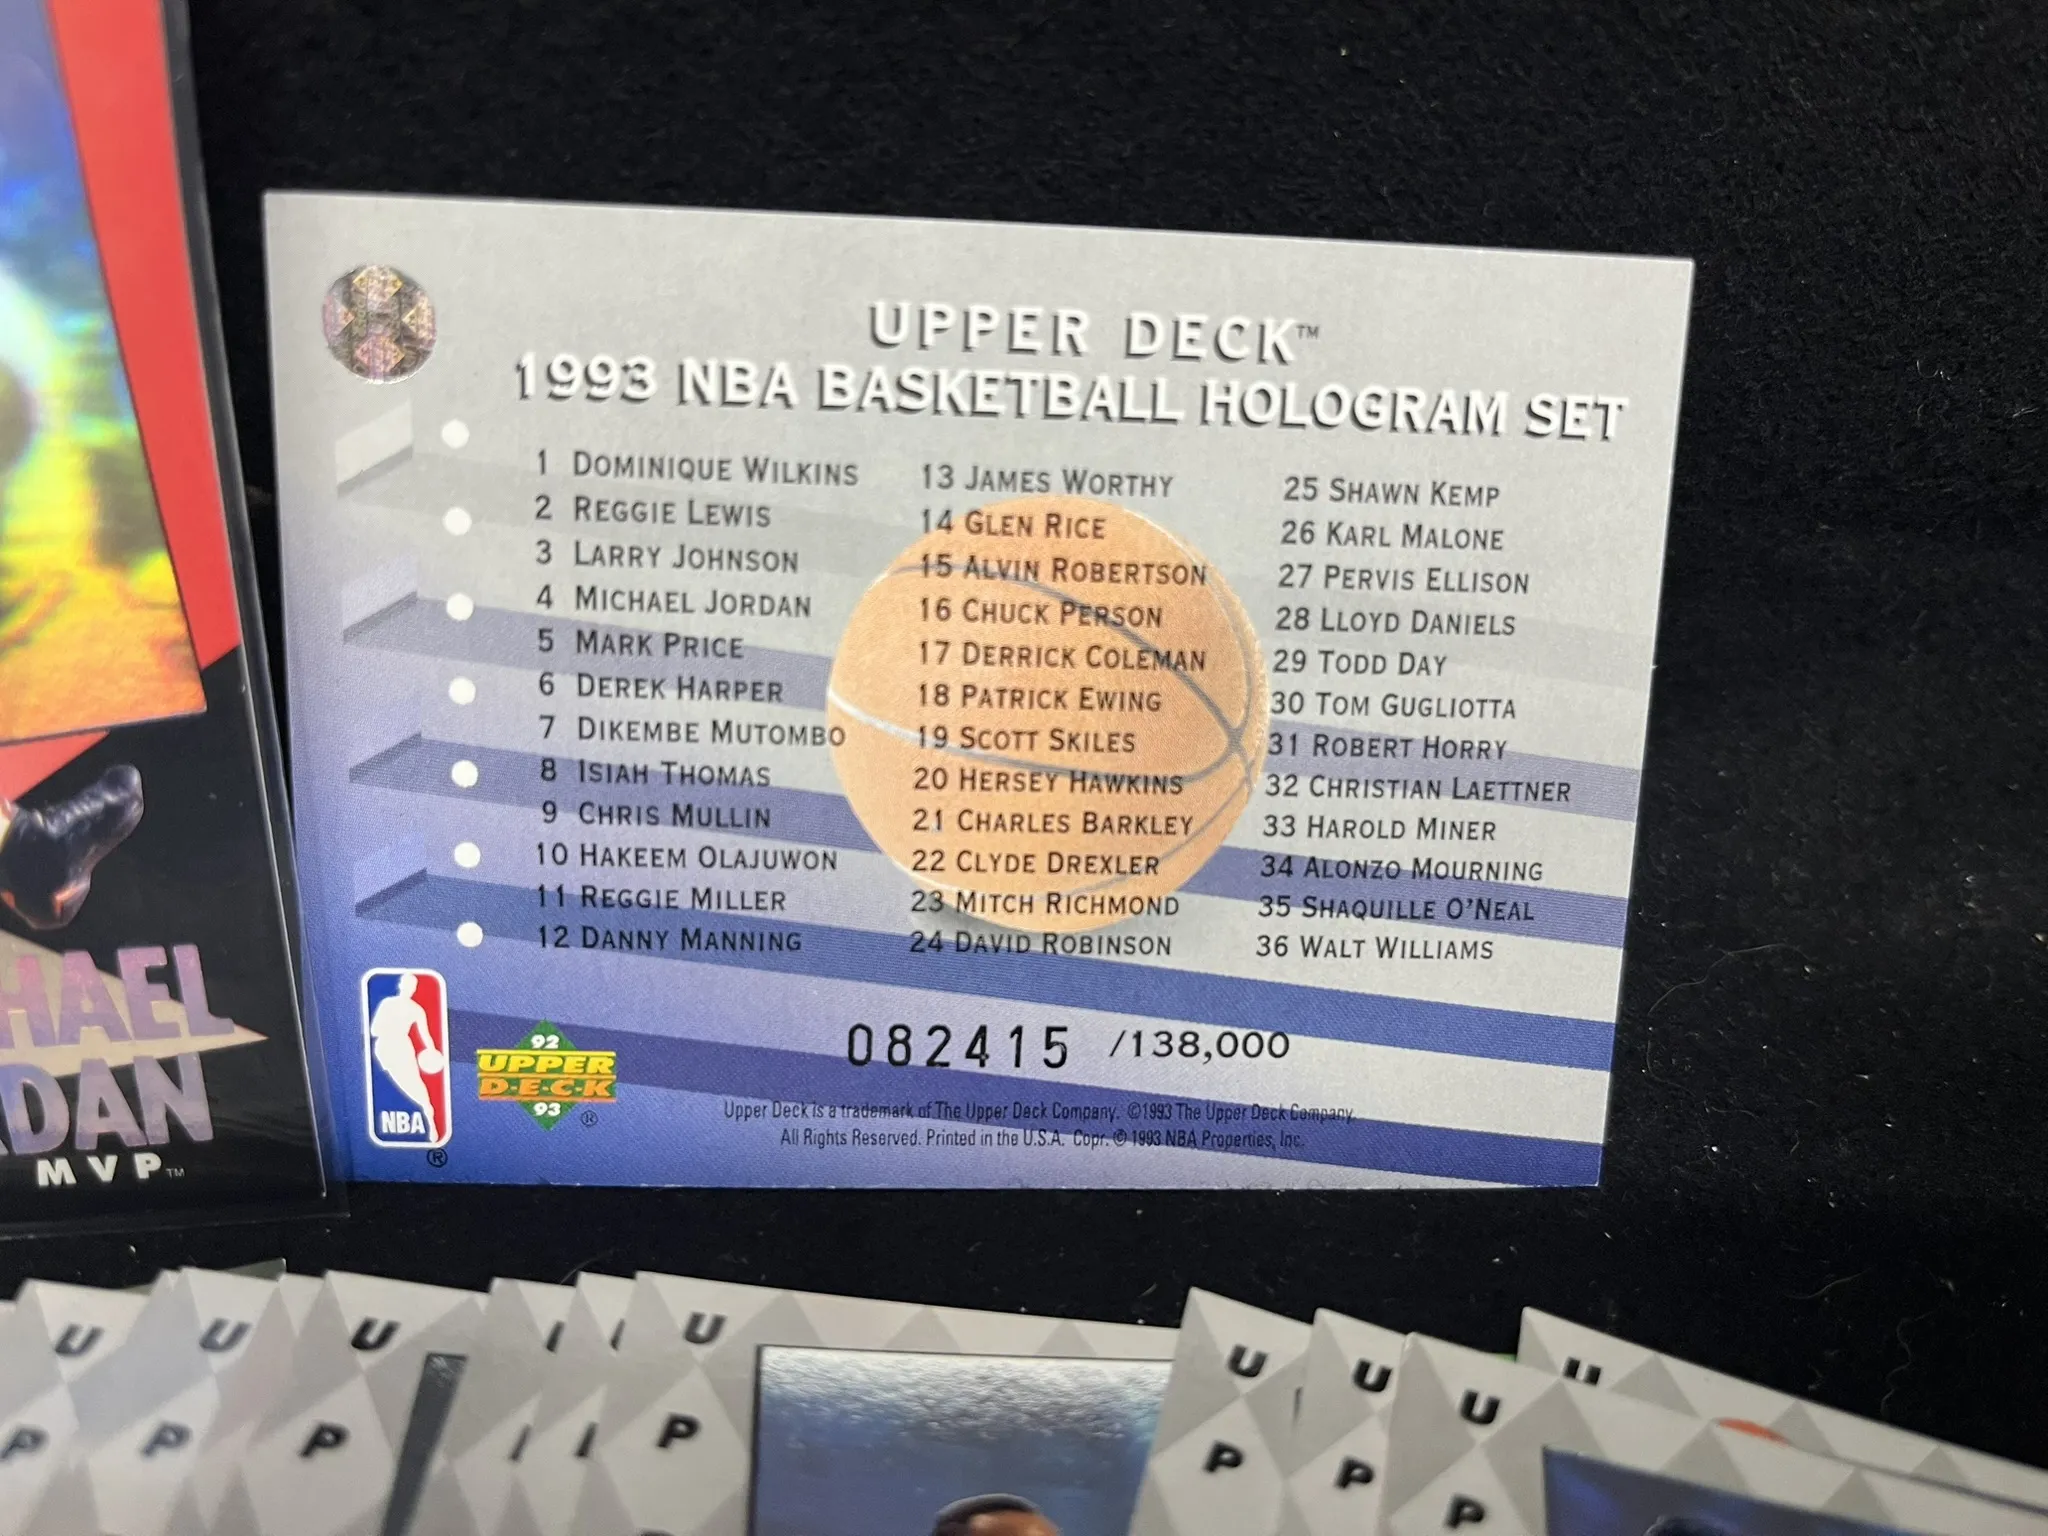 UPPER DECK™
1993 NBA BASKETBALL HOLOGRAM SET
1 DOMINIQUE WILKINS
2 REGGIE LEWIS
3 LARRY JOHNSON
4 MICHAEL JORDAN
5 MARK PRICE
6 DEREK HARPER
7 DIKEMBE MUTOMBO
8 ISIAH THOMAS
9 CHRIS MULLIN
10 HAKEEM OLAJUWON
11 REGGIE MILLER
12 DANNY MANNING
13 JAMES WORTHY
14 GLEN RICE
15 ALVIN ROBERTSON
16 CHUCK PERSON
17 DERRICK COLEMAN
18 PATRICK EWING
19 SCOTT SKILES
20 HERSEY HAWKINS
21 CHARLES BARKLEY
22 CLYDE DREXLER
23 MITCH RICHMOND
24 DAVID ROBINSON
25 SHAWN KEMP
26 KARL MALONE
27 PERVIS ELLISON
28 LLOYD DANIELS
29 TODD DAY
30 TOM GUGLIOTTA
31 ROBERT HORRY
32 CHRISTIAN LAETTNER
33 HAROLD MINER
34 ALONZO MOURNING
35 SHAQUILLE O'NEAL
36 WALT WILLIAMS
082415 /138,000
NBA ®
92
UPPER
D·E·C·K
93 ®
Upper Deck is a trademark of The Upper Deck Company. ©1993 The Upper Deck Company.
All Rights Reserved. Printed in the U.S.A. Copr. © 1993 NBA Properties, Inc.
HAEL
RDAN
MVP™
U
P
U
P
U
P
U
P
U
P
U
P
U
P
U